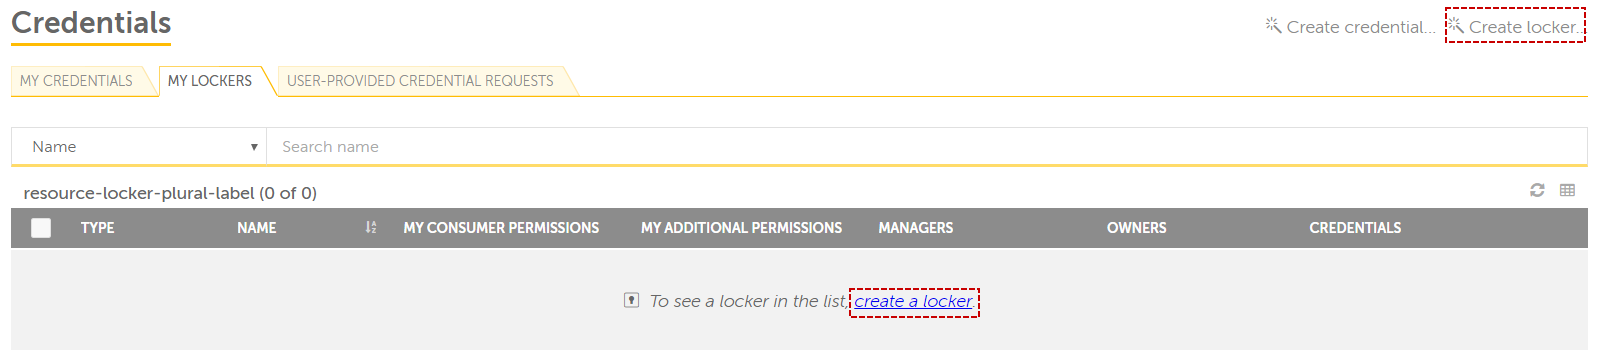 Credentials
Create credential...
Create locker...
MY CREDENTIALS
MY LOCKERS
USER-PROVIDED CREDENTIAL REQUESTS
Name
Search name
resource-locker-plural-label (0 of 0)
TYPE
NAME
MY CONSUMER PERMISSIONS
MY ADDITIONAL PERMISSIONS
MANAGERS
OWNERS
CREDENTIALS
To see a locker in the list, create a locker.